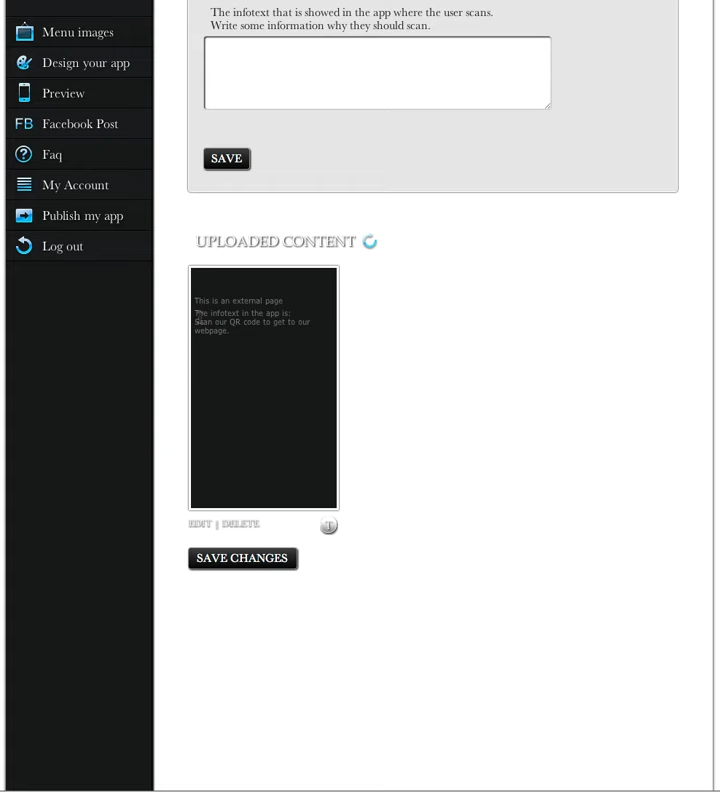 The infotext that is showed in the app where the user scans.
Write some information why they should scan.
Menu images
Design your app
Preview
FB Facebook Post
Faq
My Account
Publish my app
Log out
SAVE
UPLOADED CONTENT
This is an external page
The infotext in the app is:
Scan our QR code to get to our
webpage.
EDIT | DELETE
T
SAVE CHANGES